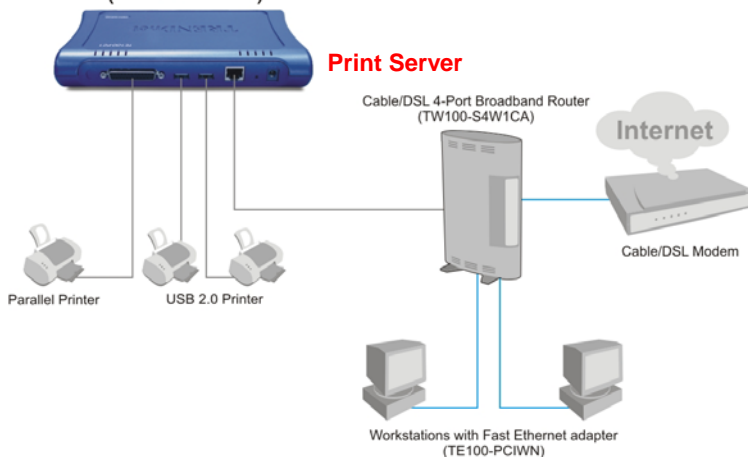 TRENDnet
Print Server
Cable/DSL 4-Port Broadband Router
(TW100-S4W1CA)
Internet
Cable/DSL Modem
Parallel Printer
USB 2.0 Printer
Workstations with Fast Ethernet adapter
(TE100-PCIWN)